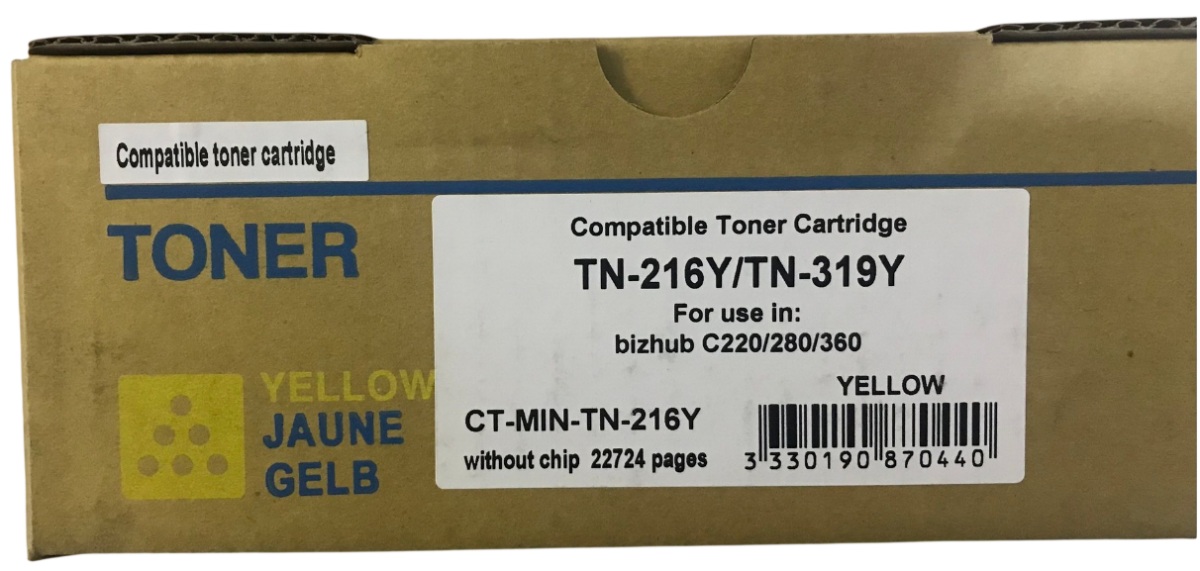 Compatible toner cartridge
TONER
YELLOW
JAUNE
GELB
Compatible Toner Cartridge
TN-216Y/TN-319Y
For use in:
bizhub C220/280/360
YELLOW
CT-MIN-TN-216Y
without chip 22724 pages
3 330190 870440